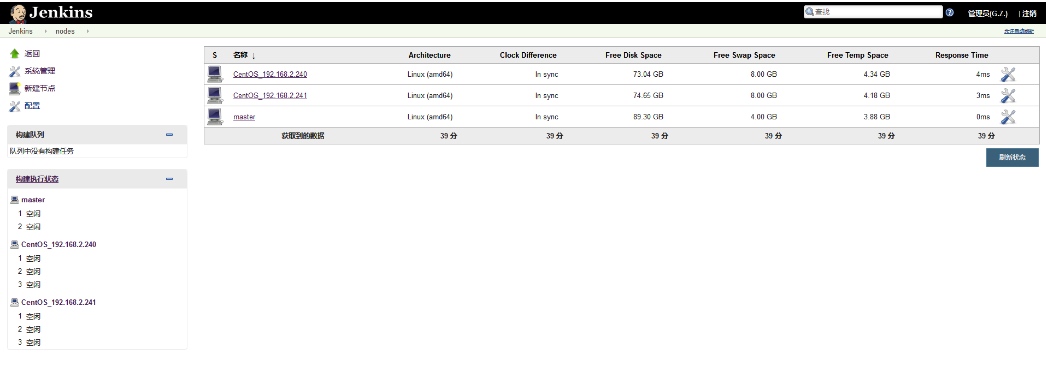 Jenkins
查找
管理员(G.7.) | 注销
Jenkins › nodes ›
允许自动刷新
返回
系统管理
新建节点
配置
构建队列
队列中没有构建任务
构建执行状态
master
1 空闲
2 空闲
CentOS_192.168.2.240
1 空闲
2 空闲
3 空闲
CentOS_192.168.2.241
1 空闲
2 空闲
3 空闲
S 名称 ↓ Architecture Clock Difference Free Disk Space Free Swap Space Free Temp Space Response Time
CentOS_192.168.2.240 Linux (amd64) In sync 73.04 GB 8.00 GB 4.34 GB 4ms
CentOS_192.168.2.241 Linux (amd64) In sync 74.65 GB 8.00 GB 4.18 GB 3ms
master Linux (amd64) In sync 89.30 GB 4.00 GB 3.88 GB 0ms
获取到的数据 39 分 39 分 39 分 39 分 39 分 39 分
刷新状态